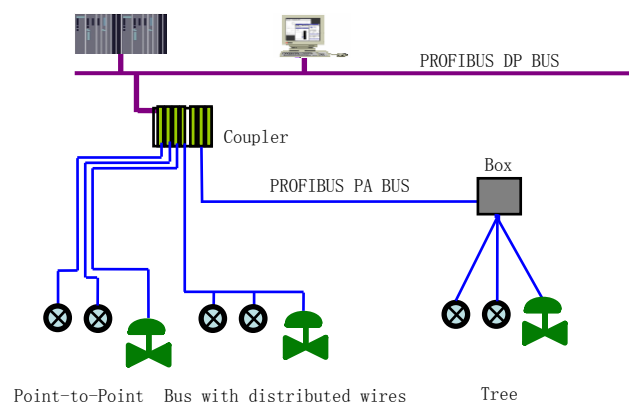 PROFIBUS DP BUS
Coupler
Box
PROFIBUS PA BUS
Point-to-Point
Bus with distributed wires
Tree